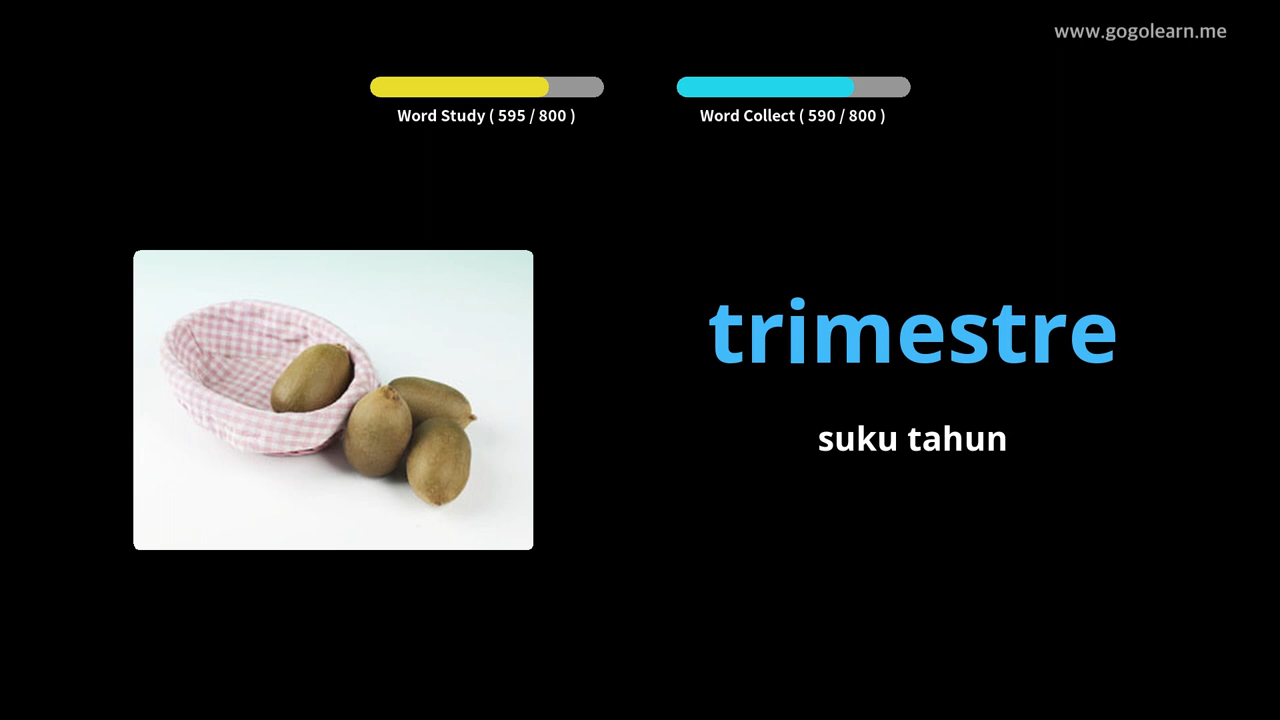 www.gogolearn.me
Word Study ( 595 / 800 )
Word Collect ( 590 / 800 )
trimestre
suku tahun